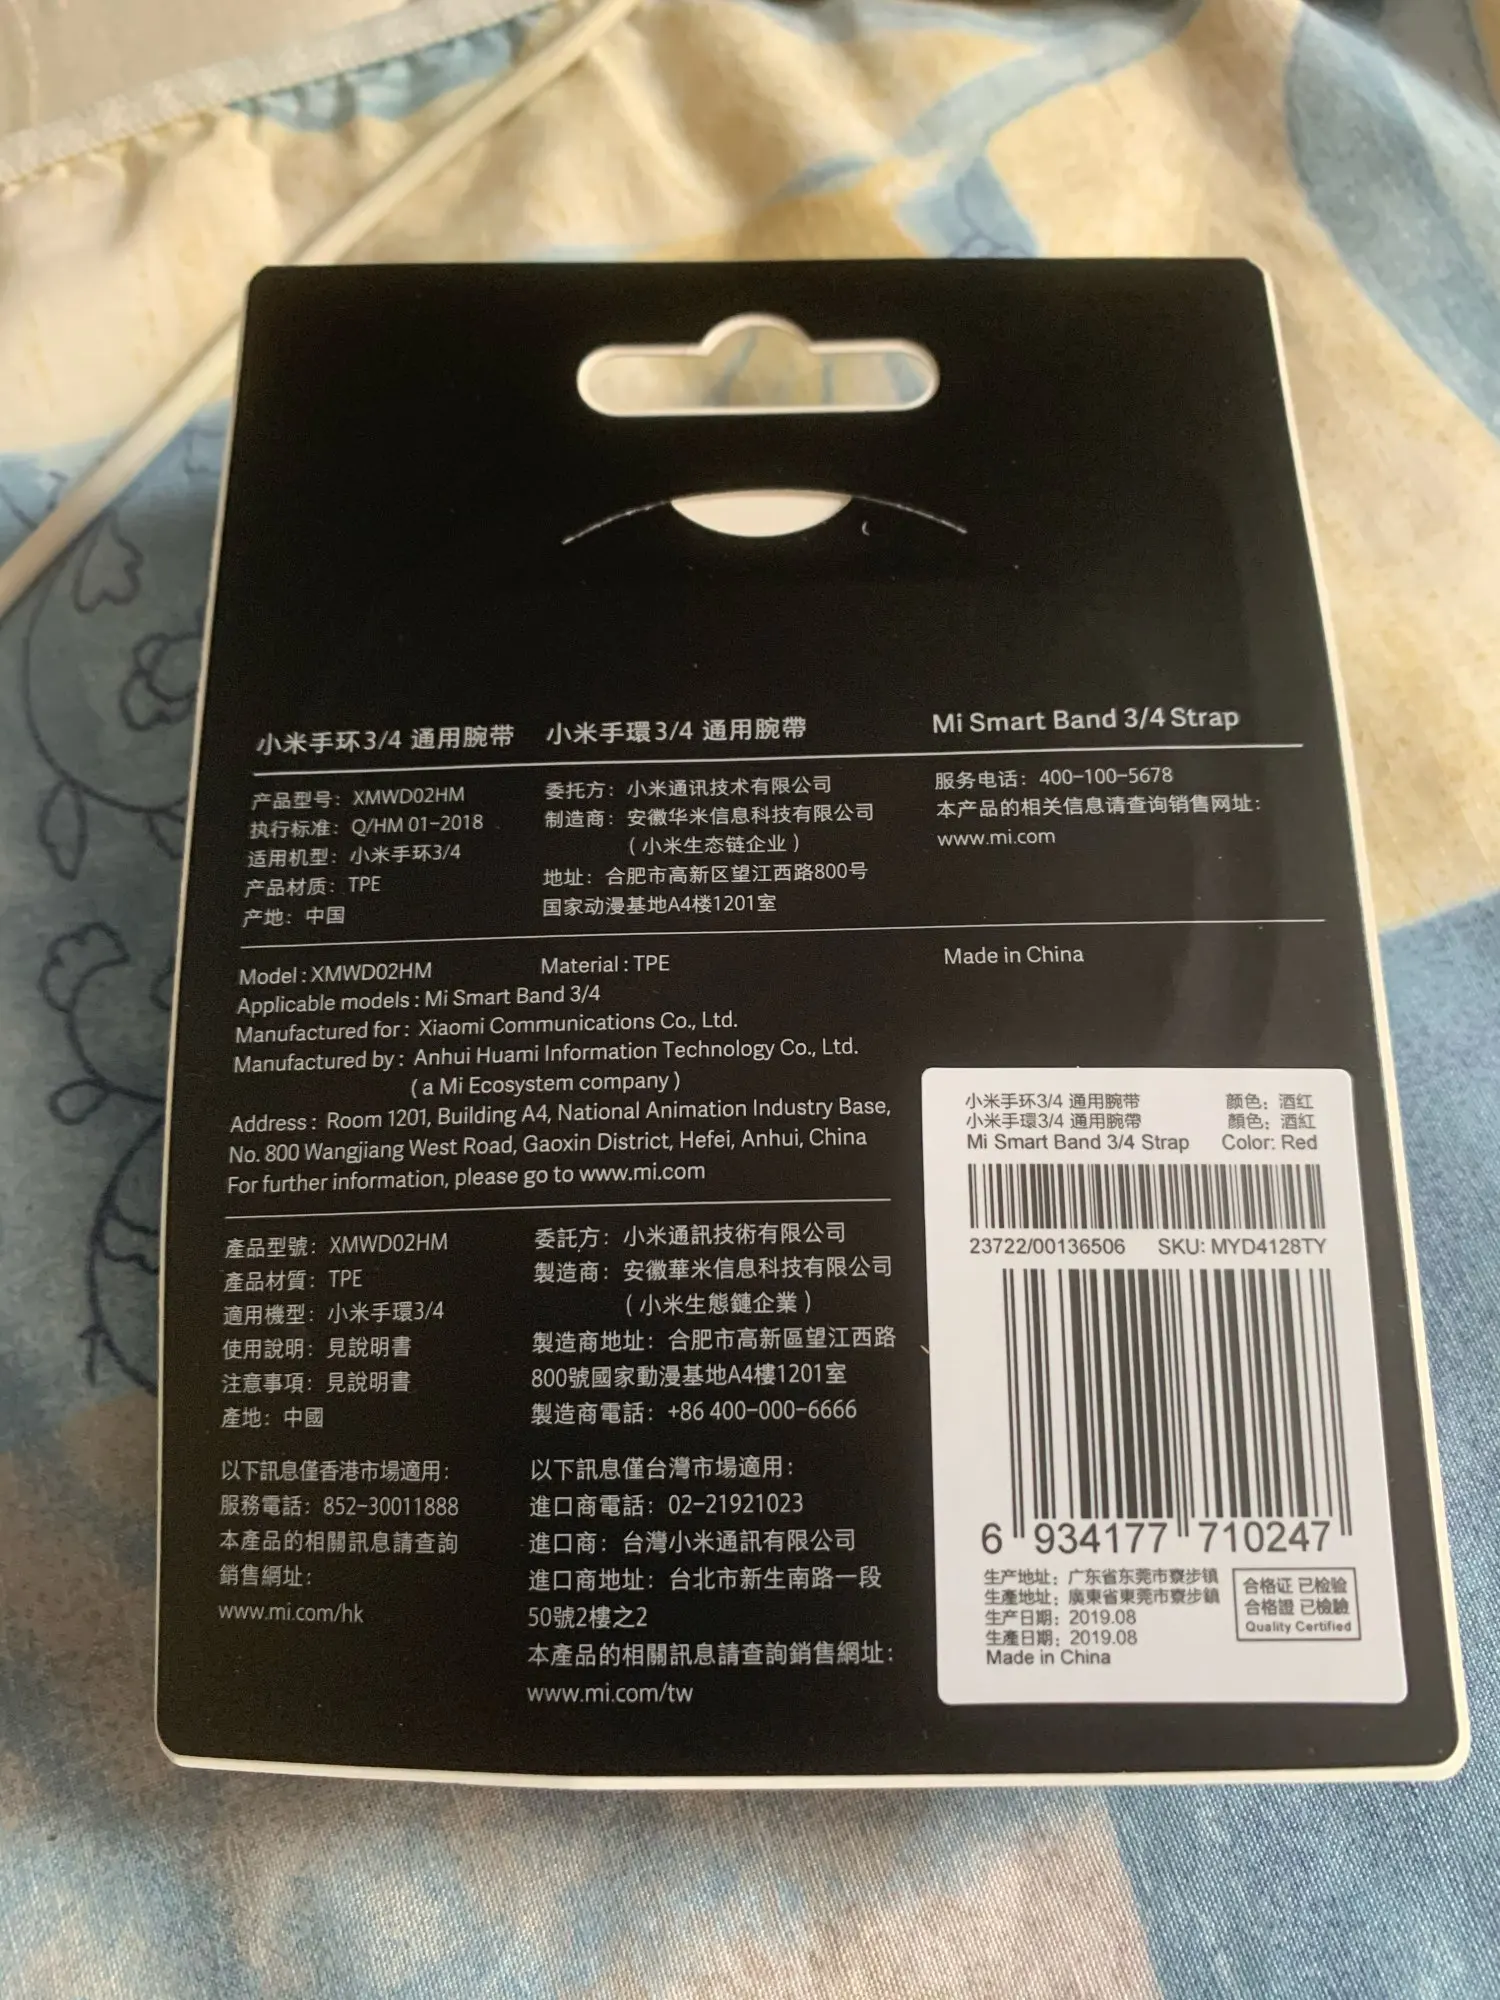 小米手环3/4 通用腕带
小米手環3/4 通用腕帶
Mi Smart Band 3/4 Strap
产品型号：XMWD02HM
执行标准：Q/HM 01-2018
适用机型：小米手环3/4
产品材质：TPE
产地：中国
委托方：小米通讯技术有限公司
制造商：安徽华米信息科技有限公司
（小米生态链企业）
地址：合肥市高新区望江西路800号
国家动漫基地A4楼1201室
服务电话：400-100-5678
本产品的相关信息请查询销售网址：
www.mi.com
Model : XMWD02HM
Material : TPE
Made in China
Applicable models : Mi Smart Band 3/4
Manufactured for : Xiaomi Communications Co., Ltd.
Manufactured by : Anhui Huami Information Technology Co., Ltd.
( a Mi Ecosystem company )
Address : Room 1201, Building A4, National Animation Industry Base,
No. 800 Wangjiang West Road, Gaoxin District, Hefei, Anhui, China
For further information, please go to www.mi.com
產品型號：XMWD02HM
產品材質：TPE
適用機型：小米手環3/4
使用說明：見說明書
注意事項：見說明書
產地：中國
委託方：小米通訊技術有限公司
製造商：安徽華米信息科技有限公司
（小米生態鏈企業）
製造商地址：合肥市高新區望江西路
800號國家動漫基地A4樓1201室
製造商電話：+86 400-000-6666
以下訊息僅香港市場適用：
服務電話：852-30011888
本產品的相關訊息請查詢
銷售網址：
www.mi.com/hk
以下訊息僅台灣市場適用：
進口商電話：02-21921023
進口商：台灣小米通訊有限公司
進口商地址：台北市新生南路一段
50號2樓之2
本產品的相關訊息請查詢銷售網址：
www.mi.com/tw
小米手环3/4 通用腕带 颜色：酒红
小米手環3/4 通用腕帶 顏色：酒紅
Mi Smart Band 3/4 Strap Color: Red
23722/00136506 SKU: MYD4128TY
6 934177 710247
生产地址：广东省东莞市寮步镇
生產地址：廣東省東莞市寮步鎮
生产日期：2019.08
生產日期：2019.08
Made in China
合格证 已检验
合格證 已檢驗
Quality Certified